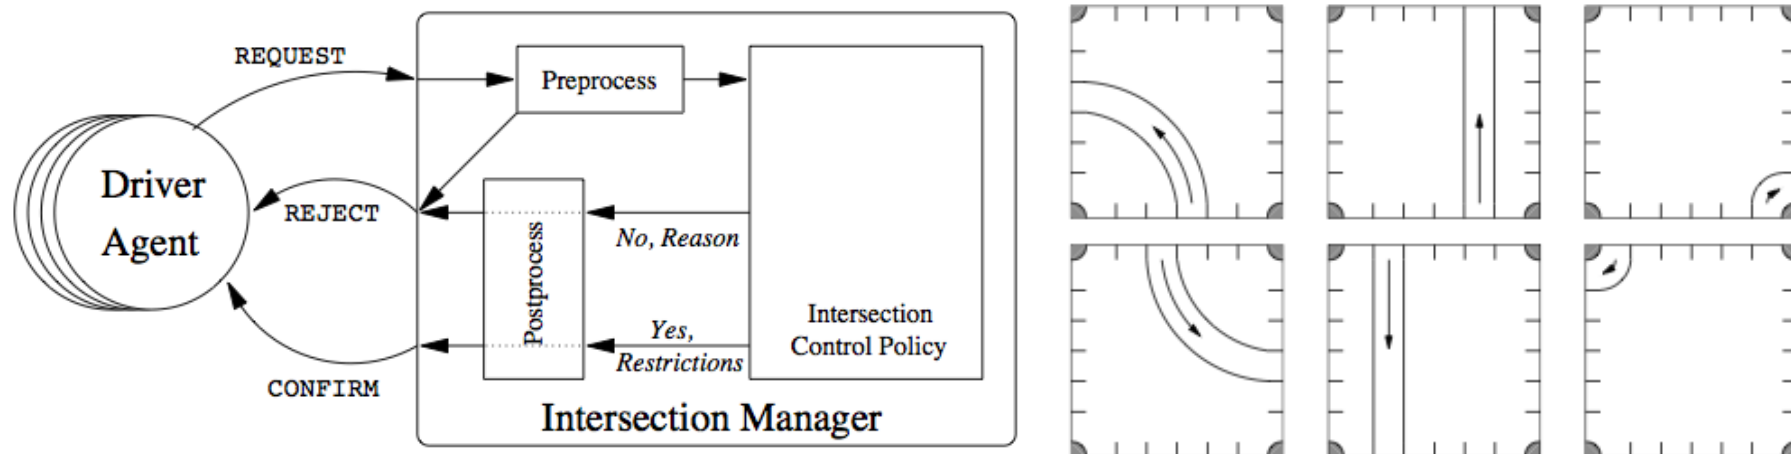 REQUEST
Preprocess
Driver
Agent
REJECT
No, Reason
Postprocess
Intersection
Control Policy
Yes,
Restrictions
CONFIRM
Intersection Manager